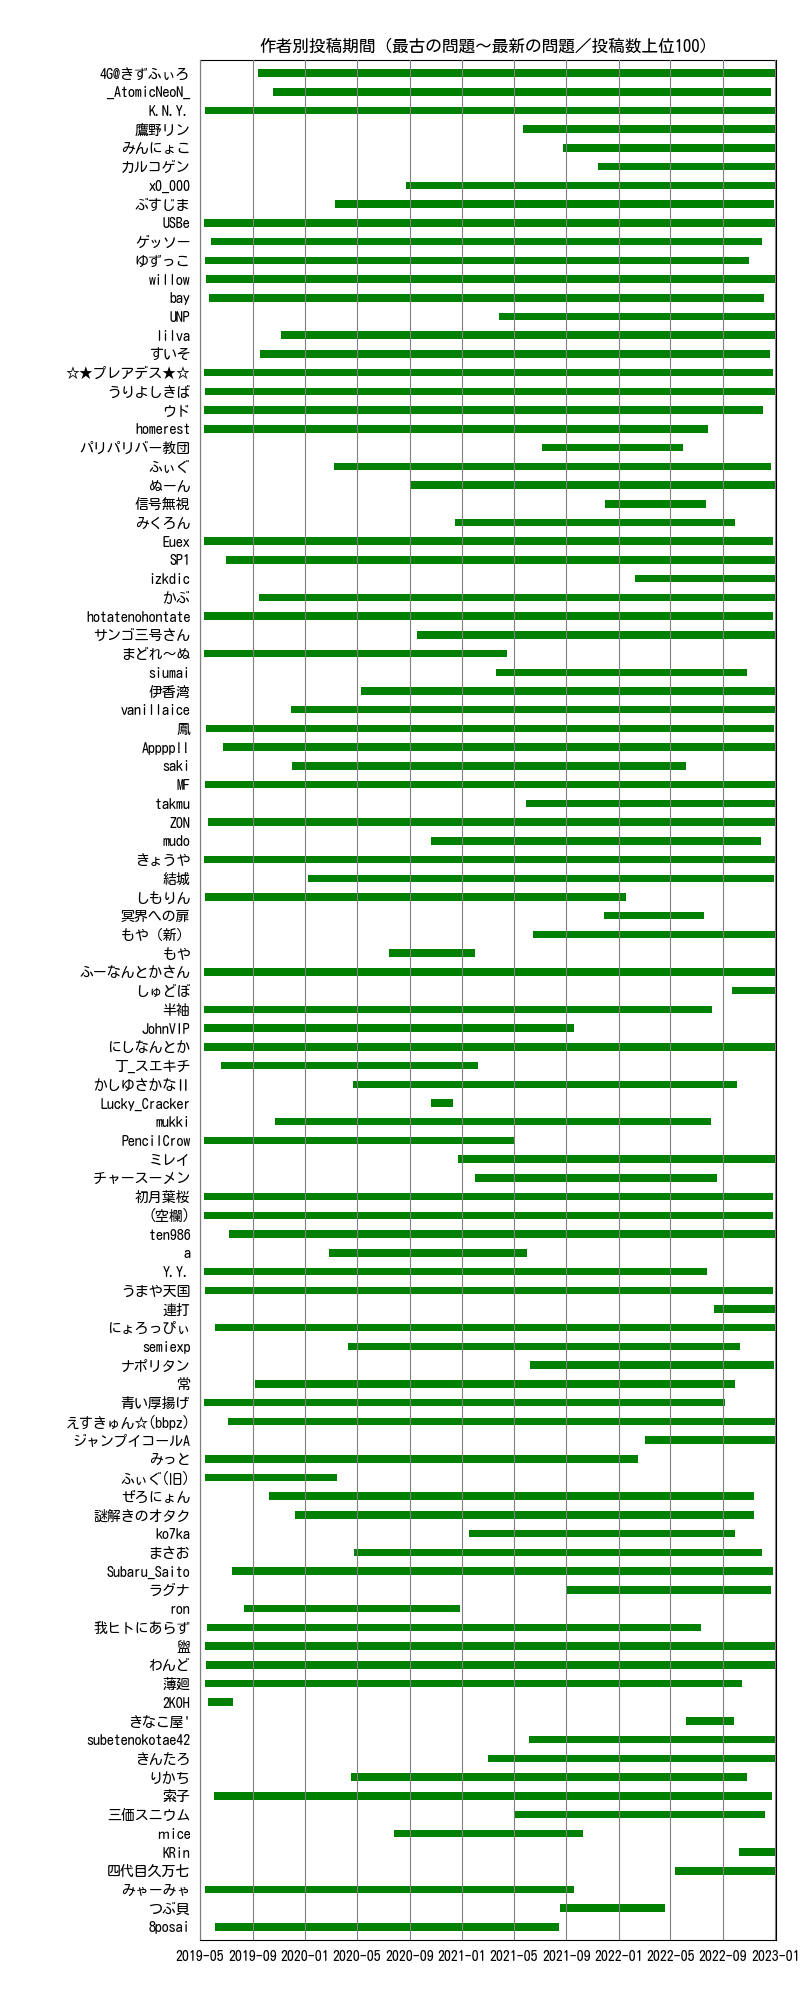 作者別投稿期間（最古の問題～最新の問題／投稿数上位100）
4G@きずふぃろ
_AtomicNeoN_
K.N.Y.
鷹野リン
みんにょこ
カルコゲン
x0_000
ぶすじま
USBe
ゲッソー
ゆずっこ
willow
bay
UNP
lilva
すいそ
☆★プレアデス★☆
うりよしきば
ウド
homerest
パリパリバー教団
ふぃぐ
ぬーん
信号無視
みくろん
Euex
SP1
izkdic
かぶ
hotatenohontate
サンゴ三号さん
まどれ～ぬ
siumai
伊香湾
vanillaice
鳳
AppppII
saki
MF
takmu
ZON
mudo
きょうや
結城
しもりん
冥界への扉
もや（新）
もや
ふーなんとかさん
しゅどぼ
半袖
JohnVIP
にしなんとか
丁_スエキチ
かしゆさかなⅡ
Lucky_Cracker
mukki
PencilCrow
ミレイ
チャースーメン
初月葉桜
(空欄)
ten986
a
Y.Y.
うまや天国
連打
にょろっぴぃ
semiexp
ナポリタン
常
青い厚揚げ
えすきゅん☆(bbpz)
ジャンプイコールA
みっと
ふぃぐ(旧)
ぜろにょん
謎解きのオタク
ko7ka
まさお
Subaru_Saito
ラグナ
ron
我ヒトにあらず
わんど
薄廻
2KOH
きなこ屋'
subetenokotae42
きんたろ
りかち
索子
三価スニウム
mice
KRin
四代目久万七
みゃーみゃ
つぶ貝
8posai
2019-05 2019-09 2020-01 2020-05 2020-09 2021-01 2021-05 2021-09 2022-01 2022-05 2022-09 2023-01